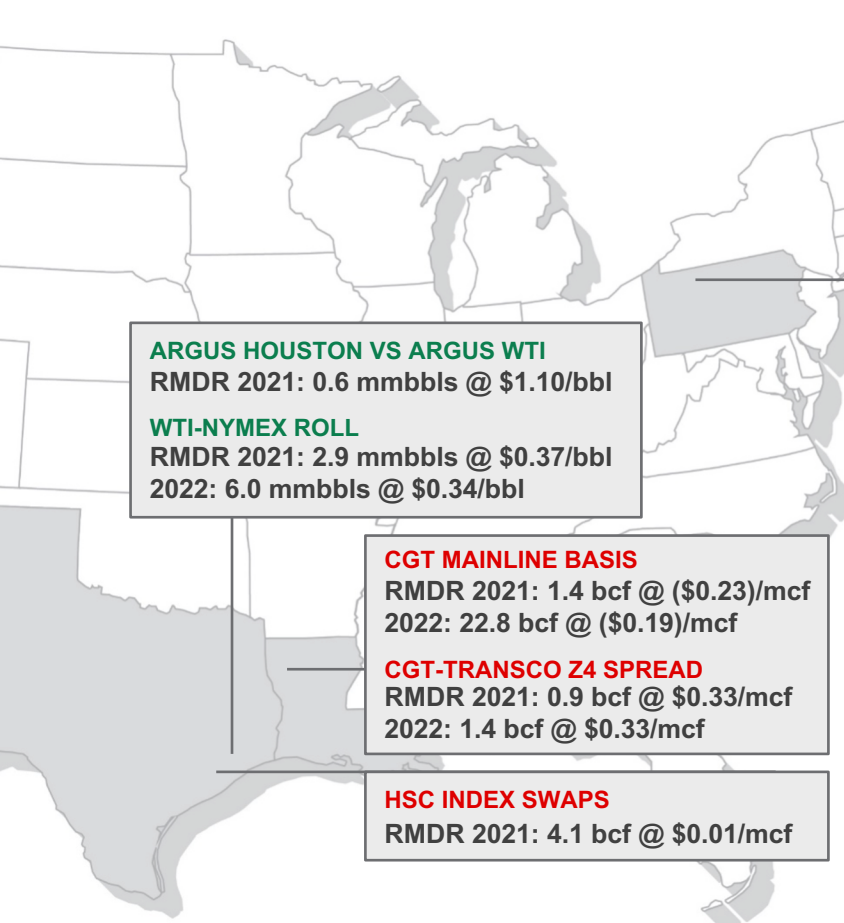 ARGUS HOUSTON VS ARGUS WTI
RMDR 2021: 0.6 mmbbls @ $1.10/bbl
WTI-NYMEX ROLL
RMDR 2021: 2.9 mmbbls @ $0.37/bbl
2022: 6.0 mmbbls @ $0.34/bbl
CGT MAINLINE BASIS
RMDR 2021: 1.4 bcf @ ($0.23)/mcf
2022: 22.8 bcf @ ($0.19)/mcf
CGT-TRANSCO Z4 SPREAD
RMDR 2021: 0.9 bcf @ $0.33/mcf
2022: 1.4 bcf @ $0.33/mcf
HSC INDEX SWAPS
RMDR 2021: 4.1 bcf @ $0.01/mcf